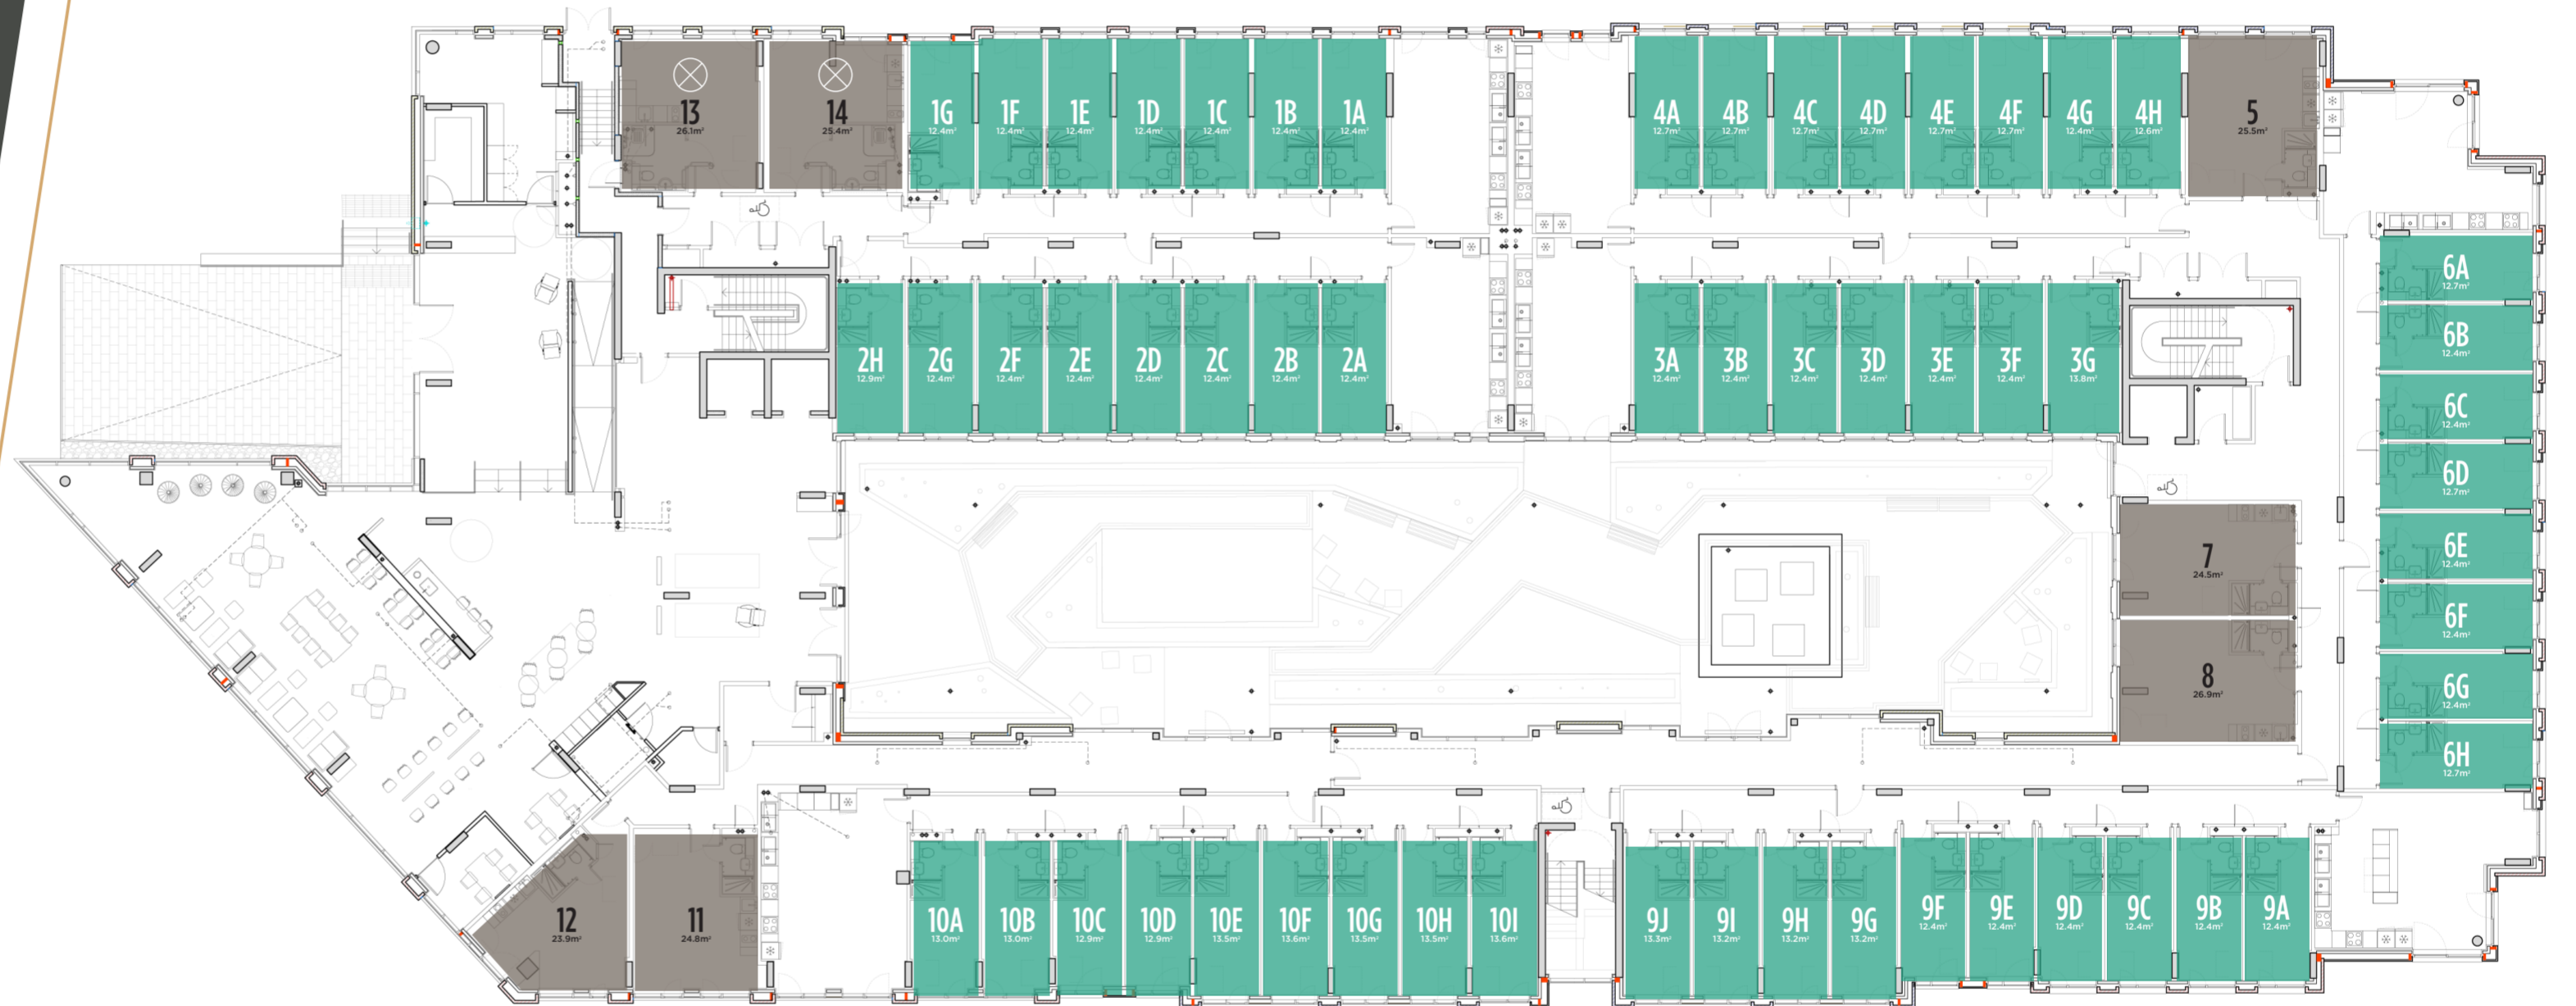 13
26.1m²
14
25.4m²
1G
12.4m²
1F
12.4m²
1E
12.4m²
1D
12.4m²
1C
12.4m²
1B
12.4m²
1A
12.4m²
4A
12.7m²
4B
12.7m²
4C
12.7m²
4D
12.7m²
4E
12.7m²
4F
12.7m²
4G
12.4m²
4H
12.6m²
5
25.5m²
2H
12.9m²
2G
12.4m²
2F
12.4m²
2E
12.4m²
2D
12.4m²
2C
12.4m²
2B
12.4m²
2A
12.4m²
3A
12.4m²
3B
12.4m²
3C
12.4m²
3D
12.4m²
3E
12.4m²
3F
12.4m²
3G
13.8m²
6A
12.7m²
6B
12.4m²
6C
12.4m²
6D
12.7m²
6E
12.4m²
6F
12.4m²
6G
12.4m²
6H
12.7m²
7
24.5m²
8
26.9m²
12
23.9m²
11
24.8m²
10A
13.0m²
10B
13.0m²
10C
12.9m²
10D
12.9m²
10E
13.5m²
10F
13.6m²
10G
13.5m²
10H
13.5m²
10I
13.6m²
9J
13.3m²
9I
13.2m²
9H
13.2m²
9G
13.2m²
9F
12.4m²
9E
12.4m²
9D
12.4m²
9C
12.4m²
9B
12.4m²
9A
12.4m²